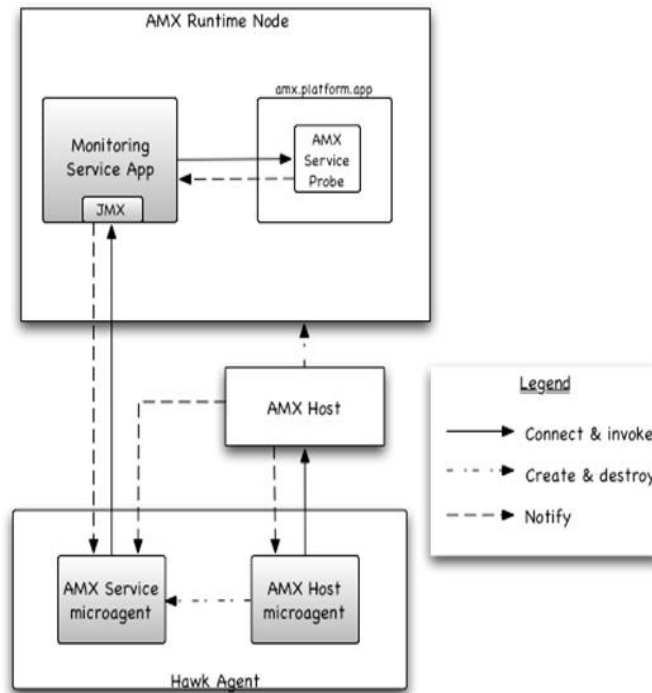 AMX Runtime Node
amx.platform.app
Monitoring
Service App
JMX
AMX
Service
Probe
AMX Host
Legend
Connect & invoke
Create & destroy
Notify
AMX Service
microagent
AMX Host
microagent
Hawk Agent